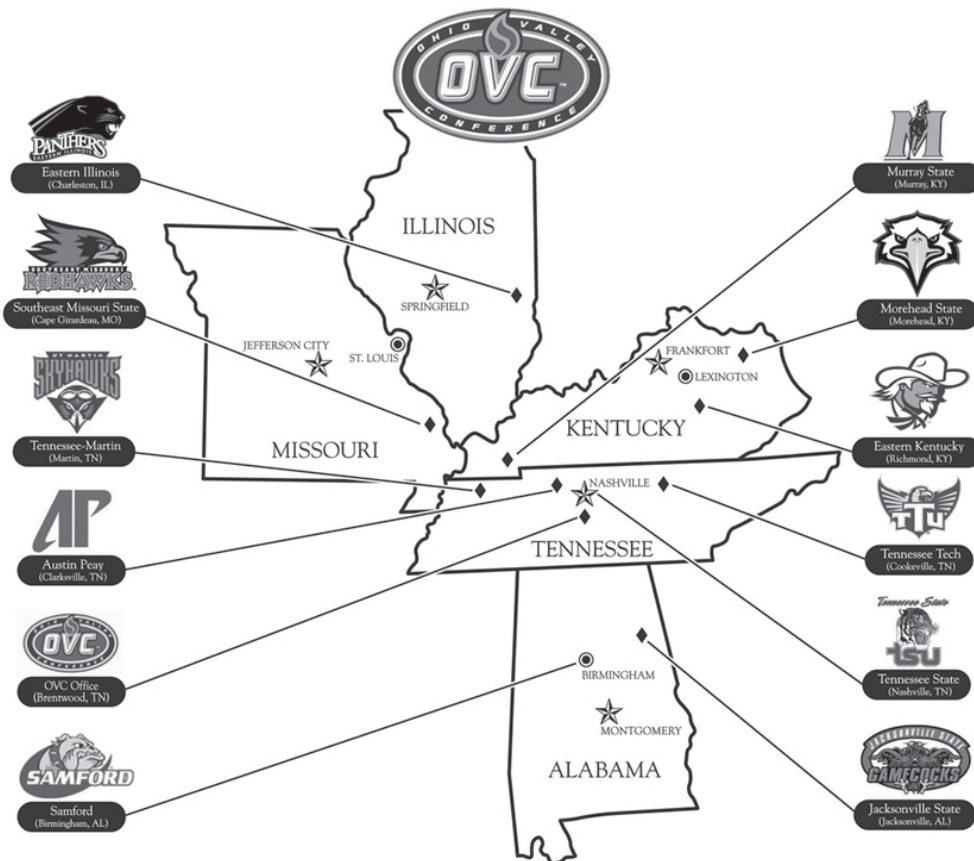 OHIO VALLEY
OVC™
CONFERENCE
PANTHERS
EASTERN ILLINOIS
Eastern Illinois
(Charleston, IL)
SOUTHEAST MISSOURI
REDHAWKS
Southeast Missouri State
(Cape Girardeau, MO)
UT MARTIN
SKYHAWKS
Tennessee-Martin
(Martin, TN)
AP
Austin Peay
(Clarksville, TN)
OHIO VALLEY
OVC
CONFERENCE
OVC Office
(Brentwood, TN)
SAMFORD
Samford
(Birmingham, AL)
ILLINOIS
SPRINGFIELD
JEFFERSON CITY
ST. LOUIS
MISSOURI
FRANKFORT
LEXINGTON
KENTUCKY
NASHVILLE
TENNESSEE
BIRMINGHAM
MONTGOMERY
ALABAMA
M
Murray State
(Murray, KY)
Morehead State
(Morehead, KY)
Eastern Kentucky
(Richmond, KY)
TTU
Tennessee Tech
(Cookeville, TN)
Tennessee State
TSU
Tennessee State
(Nashville, TN)
JACKSONVILLE STATE
GAMECOCKS
Jacksonville State
(Jacksonville, AL)